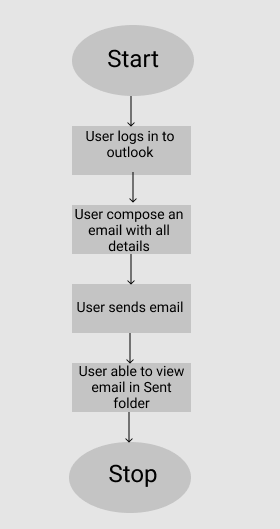 Start
User logs in to
outlook
User compose an
email with all
details
User sends email
User able to view
email in Sent
folder
Stop